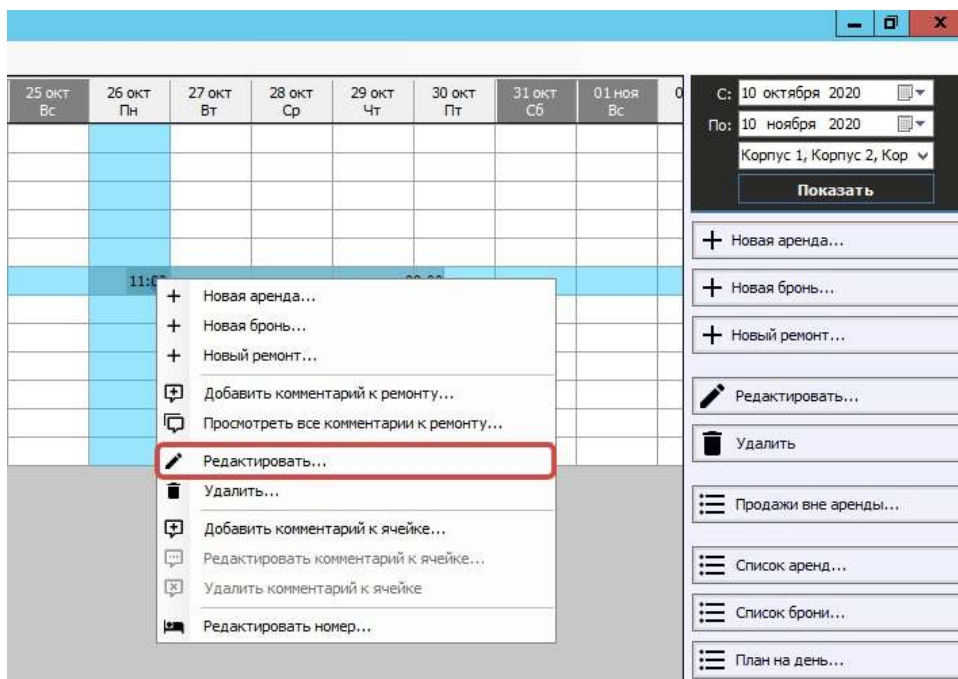 25 окт 26 окт 27 окт 28 окт 29 окт 30 окт 31 окт 01 ноя 0
Вс Пн Вт Ср Чт Пт Сб Вс
С: 10 октября 2020
По: 10 ноября 2020
Корпус 1, Корпус 2, Кор
Показать
+ Новая аренда...
+ Новая бронь...
+ Новый ремонт...
Редактировать...
Удалить
Продажи вне аренды...
Список аренд...
Список брони...
План на день...
+ Новая аренда...
+ Новая бронь...
+ Новый ремонт...
Добавить комментарий к ремонту...
Просмотреть все комментарии к ремонту...
Редактировать...
Удалить...
Добавить комментарий к ячейке...
Редактировать комментарий к ячейке...
Удалить комментарий к ячейке
Редактировать номер...